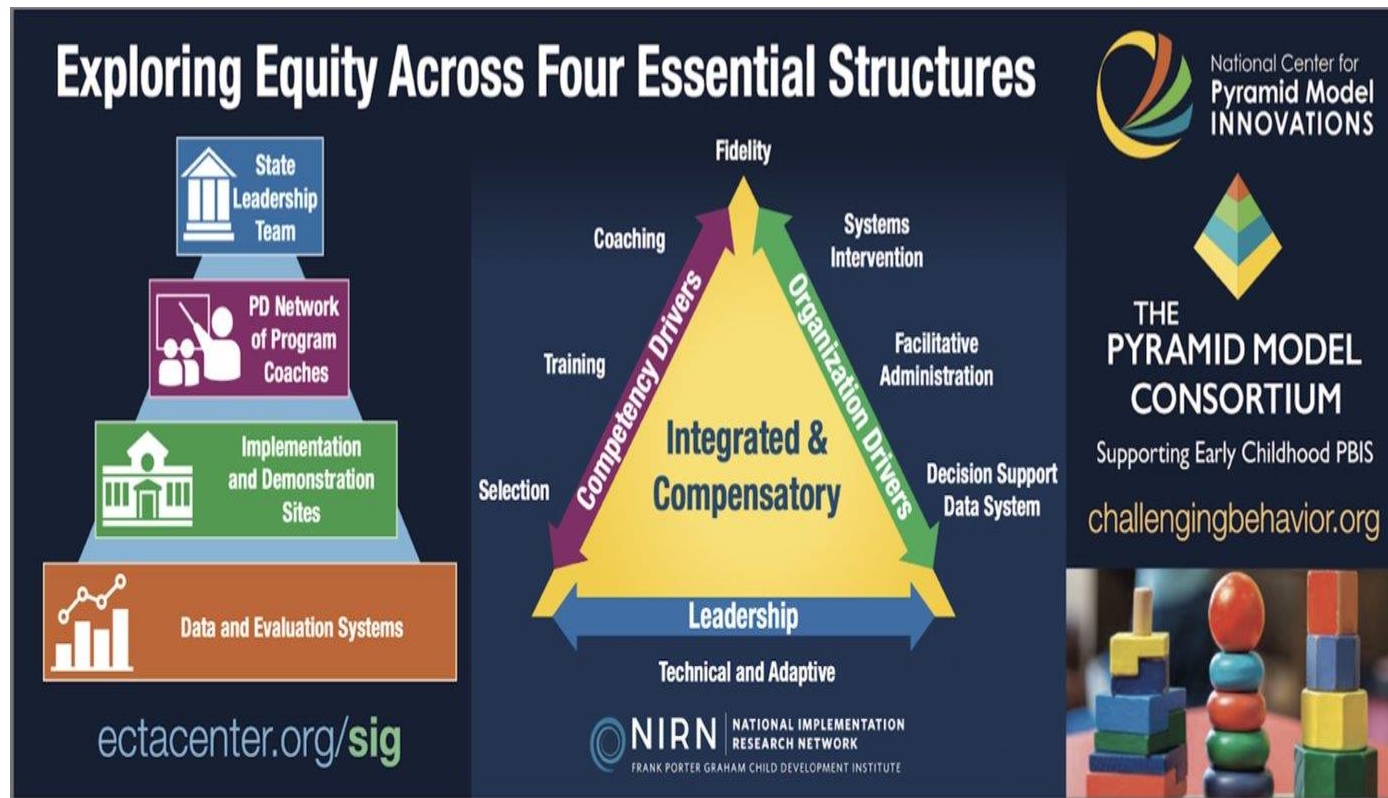 Exploring Equity Across Four Essential Structures
State
Leadership
Team
PD Network
of Program
Coaches
Implementation
and Demonstration
Sites
Data and Evaluation Systems
ectacenter.org/sig
Fidelity
Coaching
Training
Selection
Competency Drivers
Systems
Intervention
Facilitative
Administration
Decision Support
Data System
Organization Drivers
Integrated &
Compensatory
Leadership
Technical and Adaptive
NIRN
NATIONAL IMPLEMENTATION
RESEARCH NETWORK
FRANK PORTER GRAHAM CHILD DEVELOPMENT INSTITUTE
National Center for
Pyramid Model
INNOVATIONS
THE
PYRAMID MODEL
CONSORTIUM
Supporting Early Childhood PBIS
challengingbehavior.org